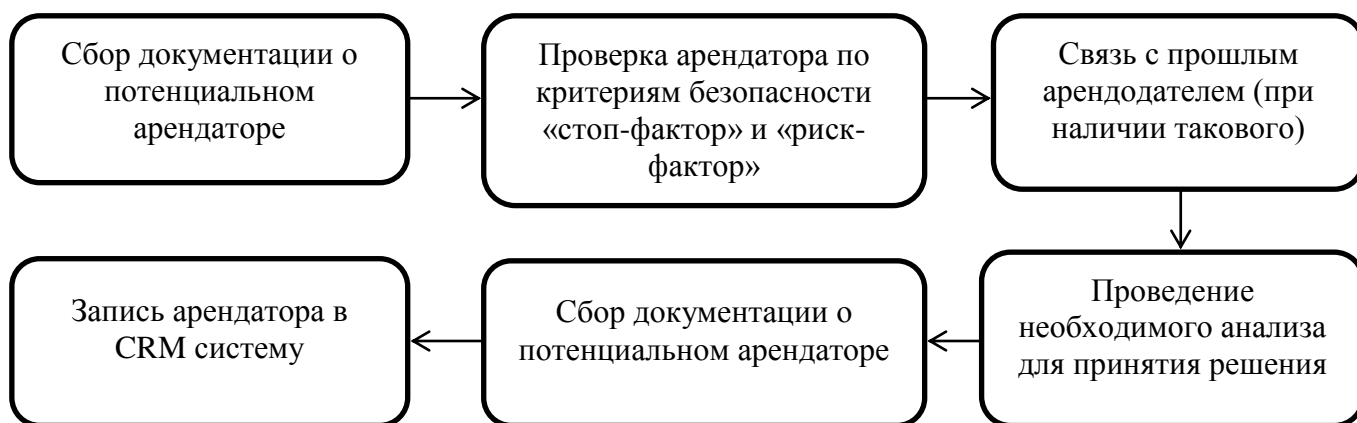 Сбор документации о
потенциальном
арендаторе
Проверка арендатора по
критериям безопасности
«стоп-фактор» и «риск-
фактор»
Связь с прошлым
арендодателем (при
наличии такового)
Проведение
необходимого анализа
для принятия решения
Сбор документации о
потенциальном арендаторе
Запись арендатора в
CRM систему